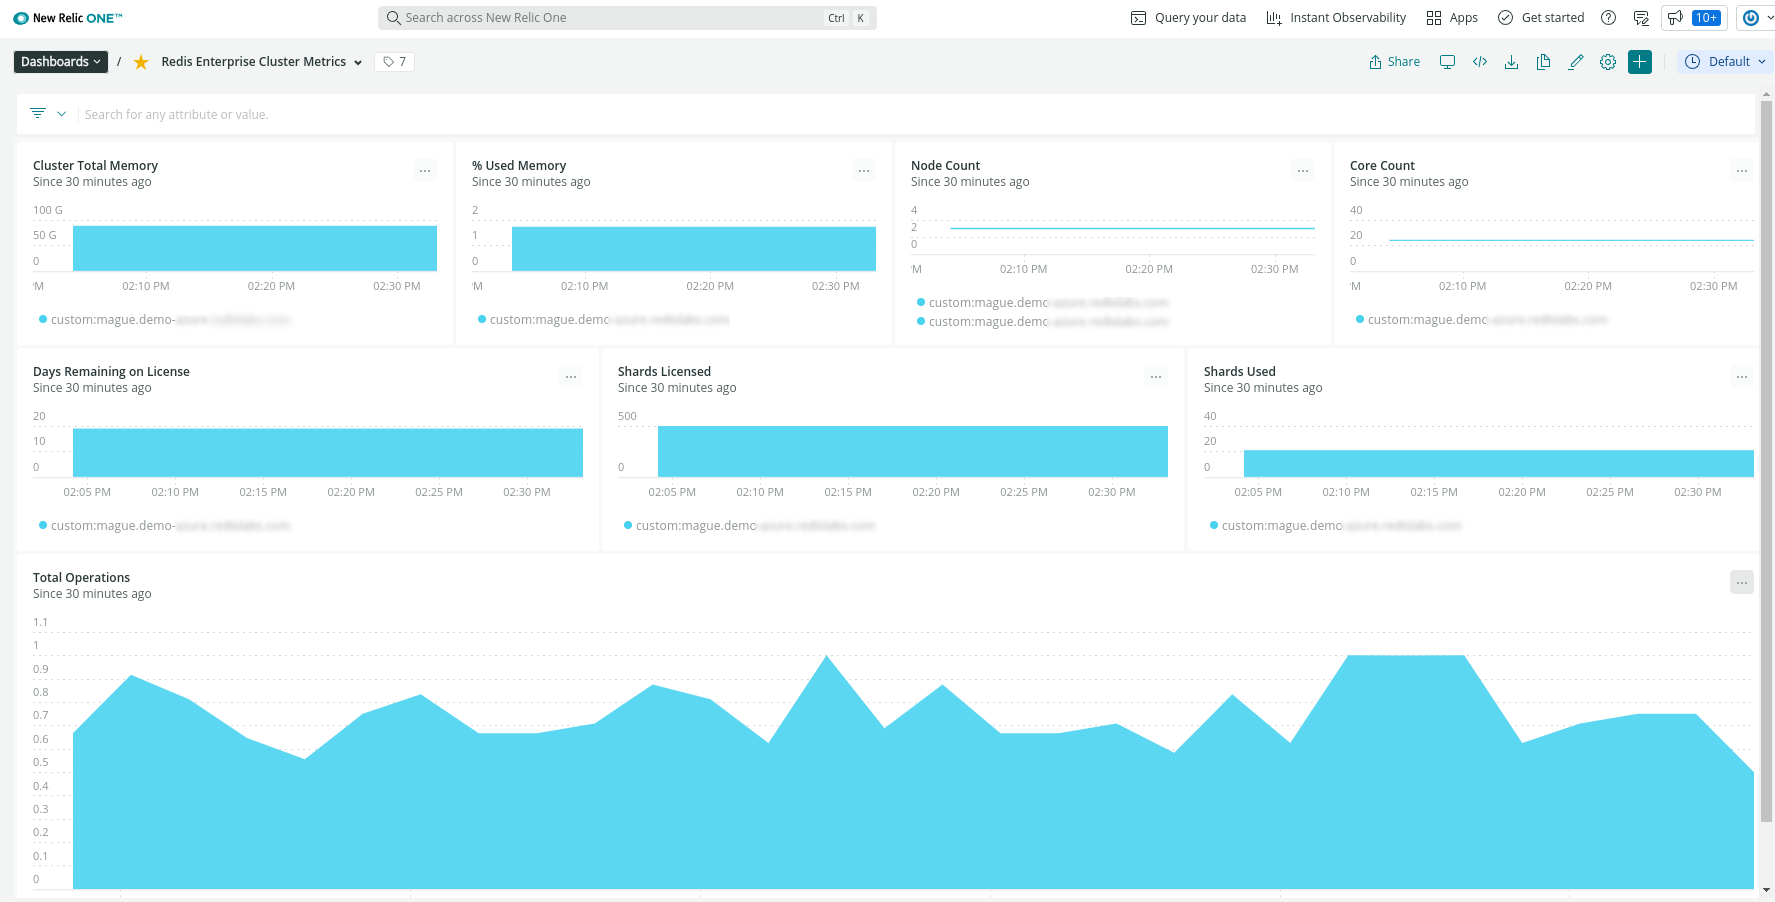 New Relic ONE™
Search across New Relic One
Ctrl K
Query your data
Instant Observability
Apps
Get started
10+
Dashboards
/
Redis Enterprise Cluster Metrics
7
Share
Default
Search for any attribute or value.
Cluster Total Memory
Since 30 minutes ago
100 G
50 G
0
PM 02:10 PM 02:20 PM 02:30 PM
custom:mague.demo-
% Used Memory
Since 30 minutes ago
2
1
0
PM 02:10 PM 02:20 PM 02:30 PM
custom:mague.demo
Node Count
Since 30 minutes ago
4
2
0
PM 02:10 PM 02:20 PM 02:30 PM
custom:mague.demo
custom:mague.demo
Core Count
Since 30 minutes ago
40
20
0
PM 02:10 PM 02:20 PM 02:30 PM
custom:mague.demo
Days Remaining on License
Since 30 minutes ago
20
10
0
02:05 PM 02:10 PM 02:15 PM 02:20 PM 02:25 PM 02:30 PM
custom:mague.demo-
Shards Licensed
Since 30 minutes ago
500
0
02:05 PM 02:10 PM 02:15 PM 02:20 PM 02:25 PM 02:30 PM
custom:mague.demo
Shards Used
Since 30 minutes ago
40
20
0
02:05 PM 02:10 PM 02:15 PM 02:20 PM 02:25 PM 02:30 PM
custom:mague.demo
Total Operations
Since 30 minutes ago
1.1
1
0.9
0.8
0.7
0.6
0.5
0.4
0.3
0.2
0.1
0